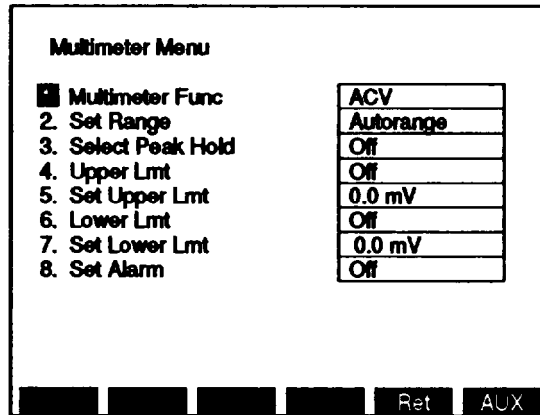 Multimeter Menu
1 Multimeter Func ACV
2. Set Range Autorange
3. Select Peak Hold Off
4. Upper Lmt Off
5. Set Upper Lmt 0.0 mV
6. Lower Lmt Off
7. Set Lower Lmt 0.0 mV
8. Set Alarm Off
Ret AUX